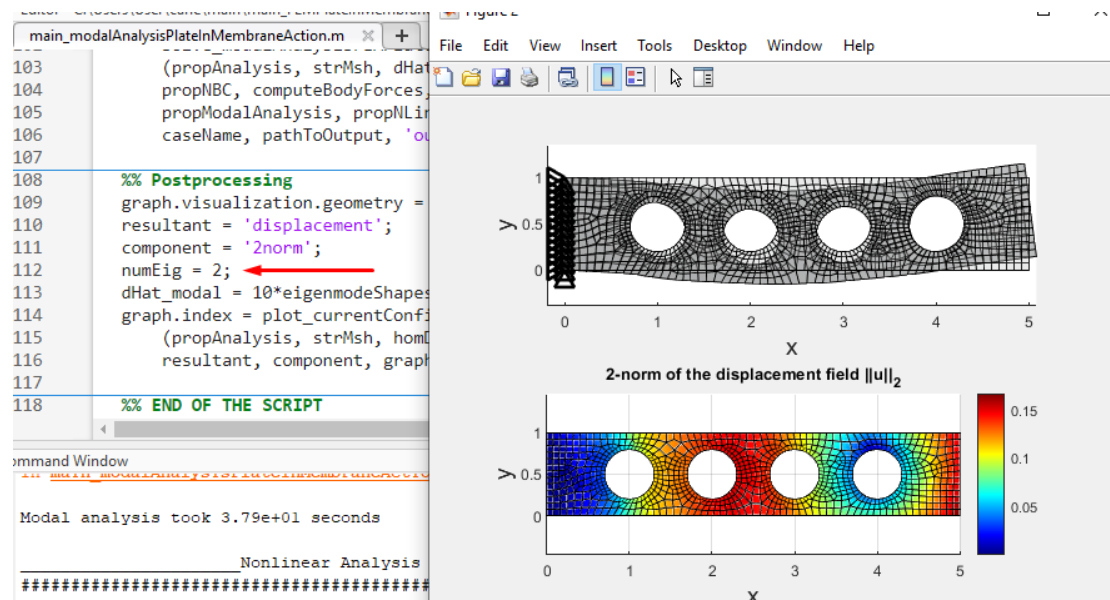 main_modalAnalysisPlateInMembraneAction.m
103 (propAnalysis, strMsh, dHat
104 propNBC, computeBodyForces,
105 propModalAnalysis, propNLin
106 caseName, pathToOutput, 'ou
107
108 %% Postprocessing
109 graph.visualization.geometry =
110 resultant = 'displacement';
111 component = '2norm';
112 numEig = 2;
113 dHat_modal = 10*eigenmodeShapes
114 graph.index = plot_currentConfi
115 (propAnalysis, strMsh, homD
116 resultant, component, graph
117
118 %% END OF THE SCRIPT
ommand Window
Modal analysis took 3.79e+01 seconds
Nonlinear Analysis
##########################################
File Edit View Insert Tools Desktop Window Help
1
0.5
0
y
0 1 2 3 4 5
x
2-norm of the displacement field ||u||2
1
0.5
0
y
0 1 2 3 4 5
x
0.15
0.1
0.05